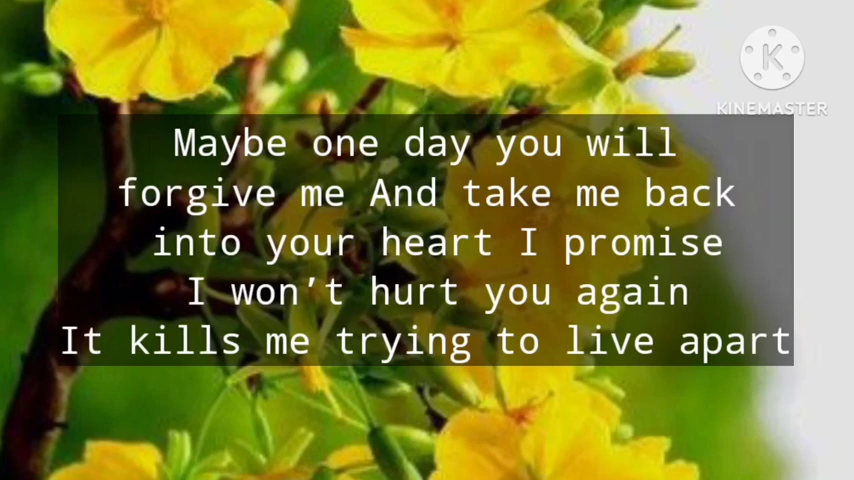 KINEMASTER
Maybe one day you will
forgive me And take me back
into your heart I promise
I won’t hurt you again
It kills me trying to live apart